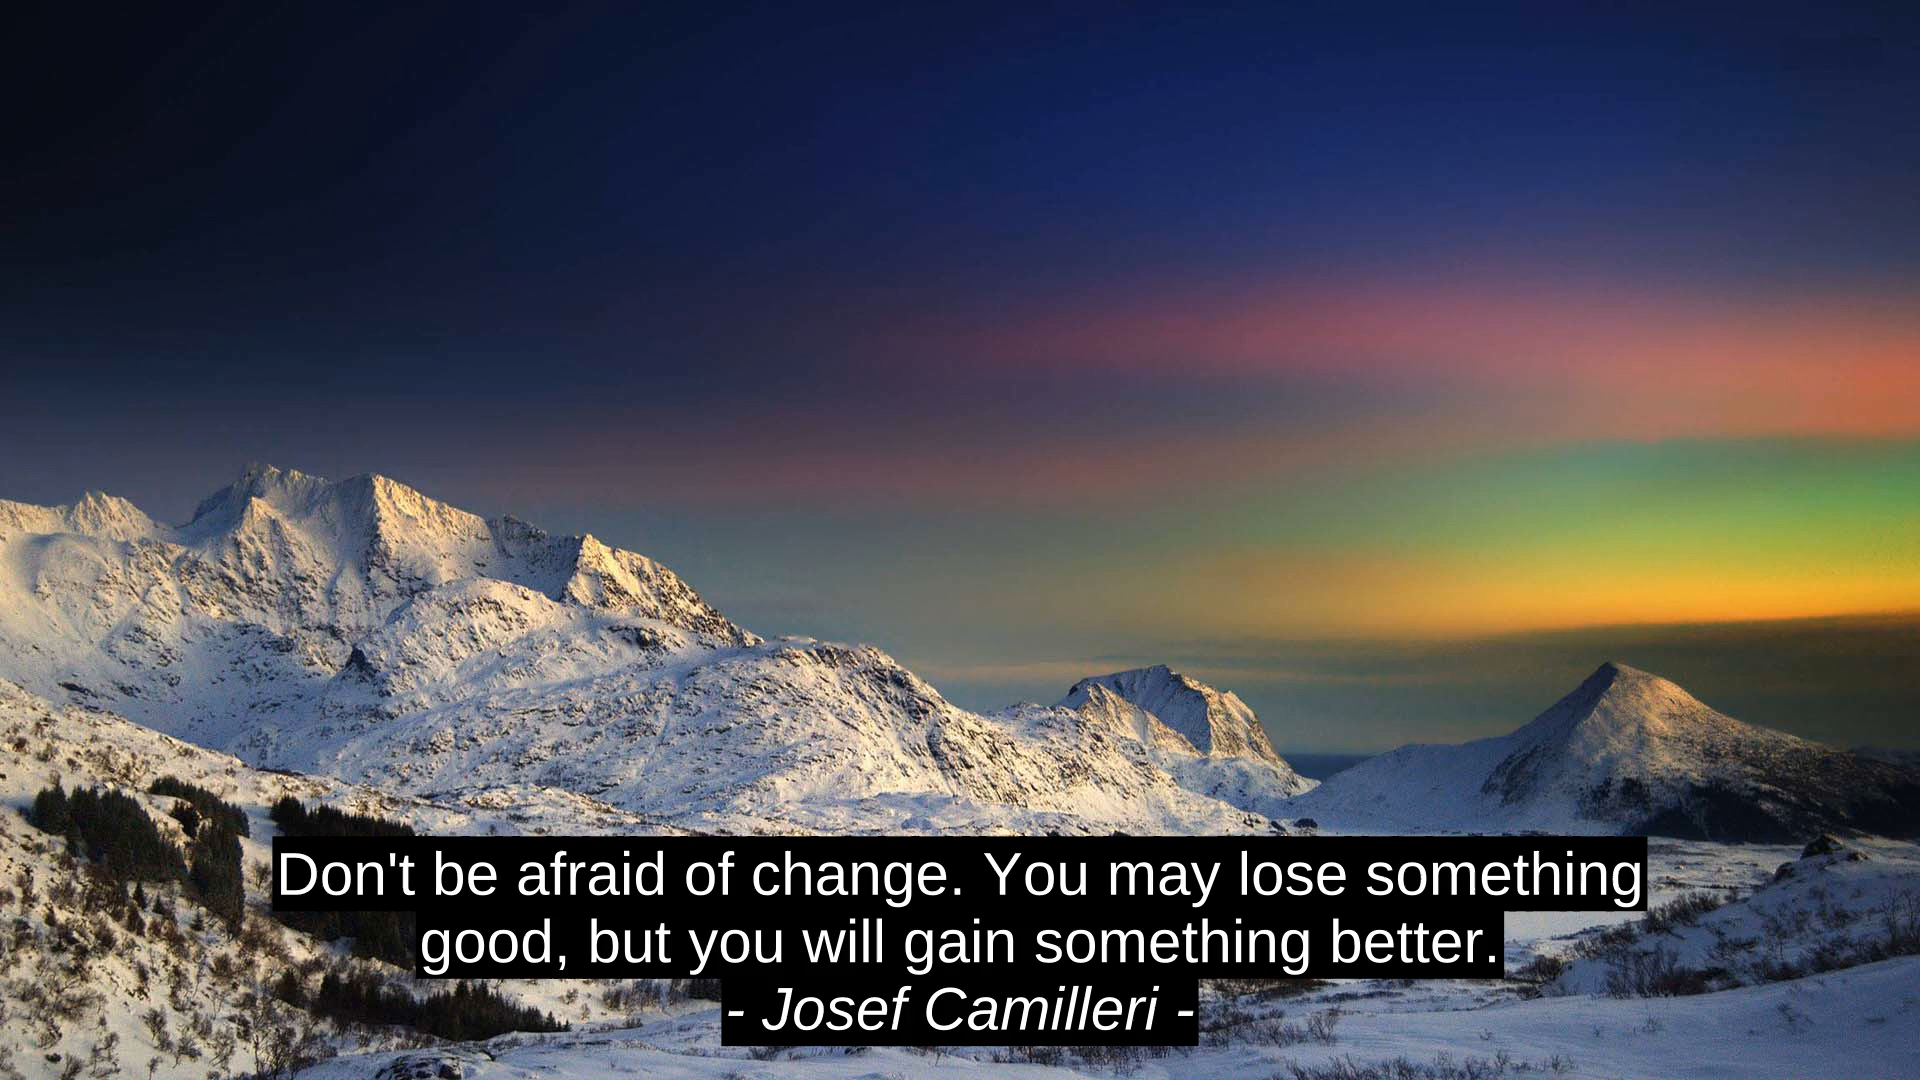 Don't be afraid of change. You may lose something
good, but you will gain something better.
- Josef Camilleri -